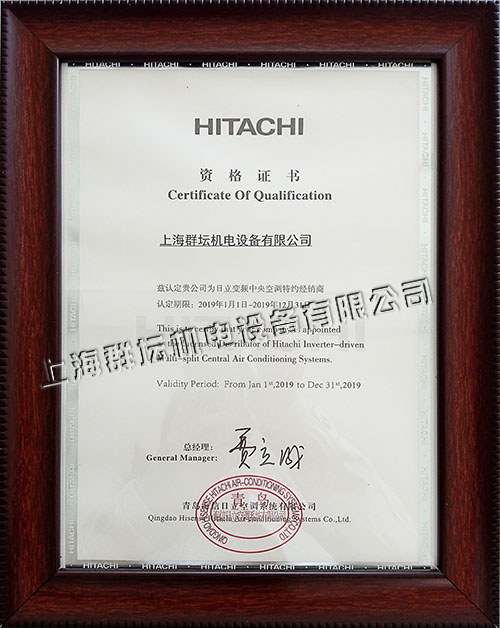 HITACHI
资格证书
Certificate Of Qualification
上海群坛机电设备有限公司
兹认定贵公司为日立变频中央空调特约经销商
认定期限：2019年1月1日-2019年12月31日
This is to certify that your company is appointed
as the Distributor of Hitachi Inverter-driven
Multi-split Central Air Conditioning Systems.
Validity Period: From Jan 1st,2019 to Dec 31st,2019
上海群坛机电设备有限公司
总经理：
General Manager:
青岛海信日立空调系统有限公司
Qingdao Hisense Hitachi Air-conditioning Systems Co.,Ltd.
青岛